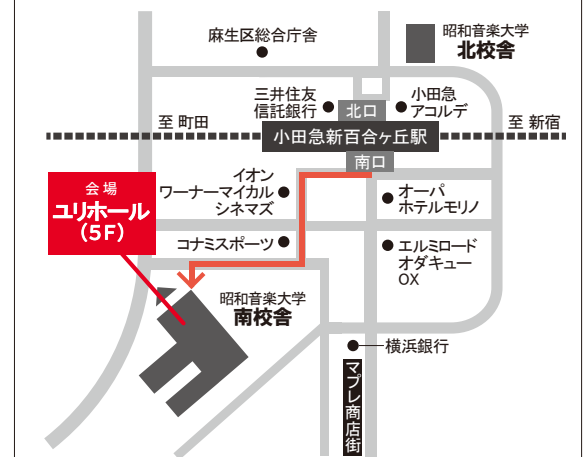 麻生区総合庁舎
昭和音楽大学
北校舎
三井住友
信託銀行
北口
小田急
アコルデ
至 町田
小田急新百合ヶ丘駅
至 新宿
南口
会場
ユリホール
(5F)
イオン
ワーナーマイカル
シネマズ
オーパ
ホテルモリノ
コナミスポーツ
エルミロード
オダキュー
OX
昭和音楽大学
南校舎
横浜銀行
マプレ商店街